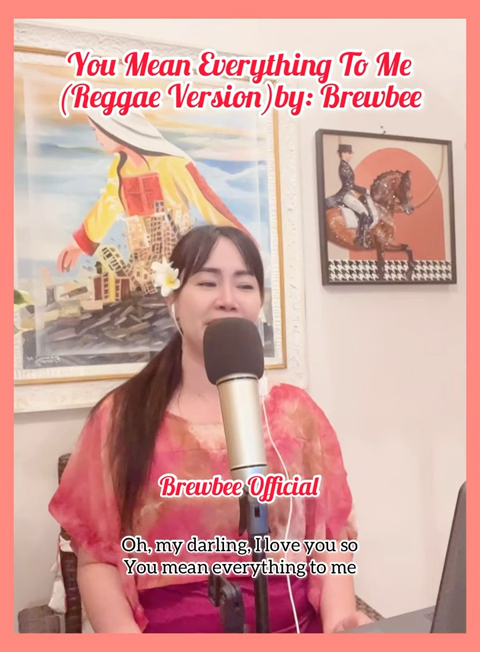 You Mean Everything To Me
(Reggae Version)by: Brewbee
Brewbee Official
Oh, my darling, I love you so
You mean everything to me